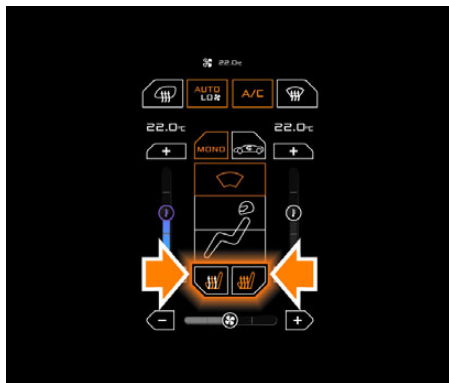 22.0c
AUTO
LO
A/C
22.0c
22.0c
+
+
MONO
-
+